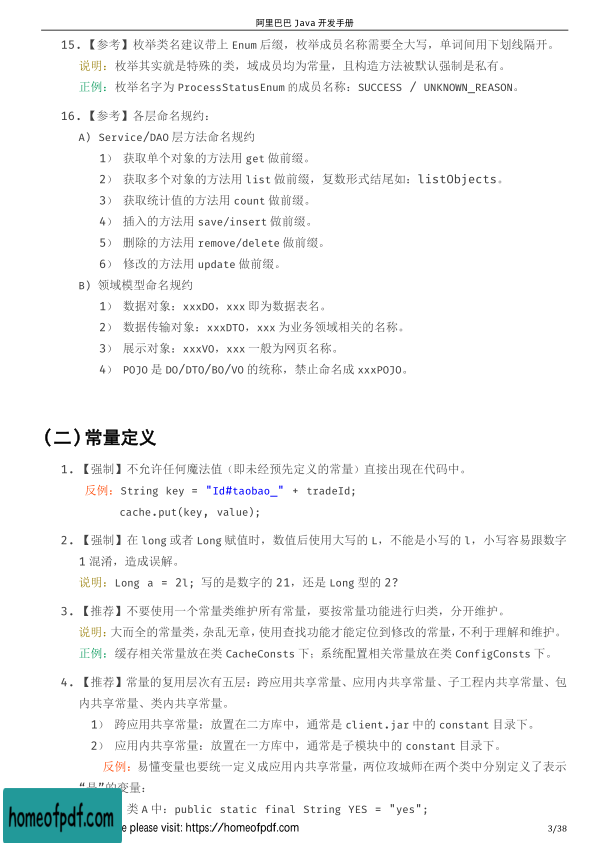 阿里巴巴 Java 开发手册
15.【参考】枚举类名建议带上 Enum 后缀，枚举成员名称需要全大写，单词间用下划线隔开。
说明：枚举其实就是特殊的类，域成员均为常量，且构造方法被默认强制是私有。
正例：枚举名字为 ProcessStatusEnum 的成员名称：SUCCESS / UNKNOWN_REASON。
16.【参考】各层命名规约：
A) Service/DAO 层方法命名规约
1） 获取单个对象的方法用 get 做前缀。
2） 获取多个对象的方法用 list 做前缀，复数形式结尾如：listObjects。
3） 获取统计值的方法用 count 做前缀。
4） 插入的方法用 save/insert 做前缀。
5） 删除的方法用 remove/delete 做前缀。
6） 修改的方法用 update 做前缀。
B) 领域模型命名规约
1） 数据对象：xxxDO，xxx 即为数据表名。
2） 数据传输对象：xxxDTO，xxx 为业务领域相关的名称。
3） 展示对象：xxxVO，xxx 一般为网页名称。
4） POJO 是 DO/DTO/BO/VO 的统称，禁止命名成 xxxPOJO。
(二)常量定义
1.【强制】不允许任何魔法值（即未经预先定义的常量）直接出现在代码中。
反例：String key = "Id#taobao_" + tradeId;
cache.put(key, value);
2.【强制】在 long 或者 Long 赋值时，数值后使用大写的 L，不能是小写的 l，小写容易跟数字
1 混淆，造成误解。
说明：Long a = 2l; 写的是数字的 21，还是 Long 型的 2?
3.【推荐】不要使用一个常量类维护所有常量，要按常量功能进行归类，分开维护。
说明：大而全的常量类，杂乱无章，使用查找功能才能定位到修改的常量，不利于理解和维护。
正例：缓存相关常量放在类 CacheConsts 下；系统配置相关常量放在类 ConfigConsts 下。
4.【推荐】常量的复用层次有五层：跨应用共享常量、应用内共享常量、子工程内共享常量、包
内共享常量、类内共享常量。
1） 跨应用共享常量：放置在二方库中，通常是 client.jar 中的 constant 目录下。
2） 应用内共享常量：放置在一方库中，通常是子模块中的 constant 目录下。
反例：易懂变量也要统一定义成应用内共享常量，两位攻城师在两个类中分别定义了表示
“是”的变量：
类 A 中：public static final String YES = "yes";
homeofpdf.com
please visit: https://homeofpdf.com
3/38